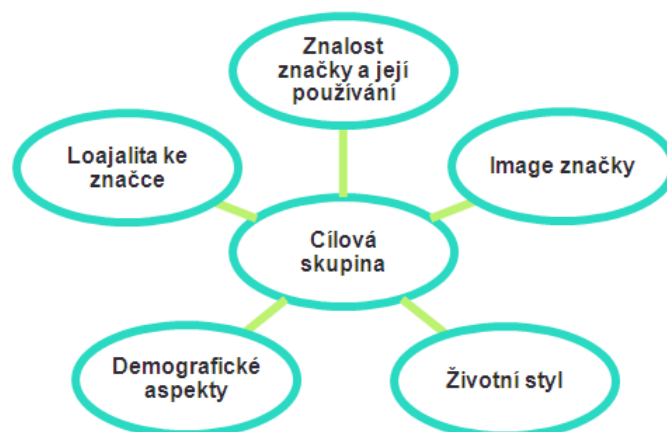 Znalost
značky a její
používání
Loajalita ke
značce
Image značky
Cílová
skupina
Demografické
aspekty
Životní styl